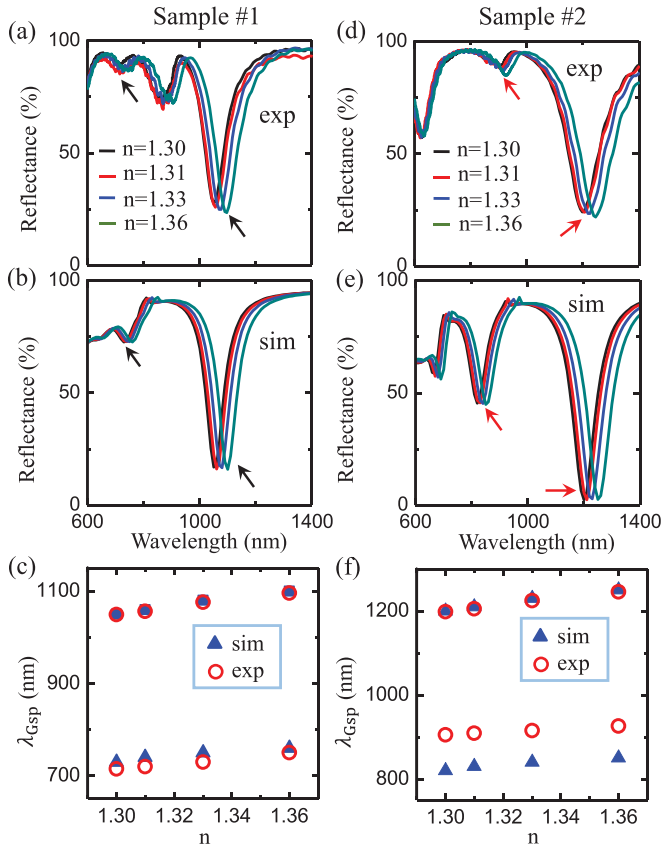 Sample #1
Sample #2
(a)
100
50
0
Reflectance (%)
exp
n=1.30
n=1.31
n=1.33
n=1.36
(d)
100
50
0
Reflectance (%)
exp
n=1.30
n=1.31
n=1.33
n=1.36
(b)
100
50
0
Reflectance (%)
sim
600
1000
1400
Wavelength (nm)
(e)
100
50
0
Reflectance (%)
sim
600
1000
1400
Wavelength (nm)
(c)
1100
900
700
λGsp (nm)
sim
exp
1.30
1.32
1.34
1.36
n
(f)
1200
1000
800
λGsp (nm)
sim
exp
1.30
1.32
1.34
1.36
n